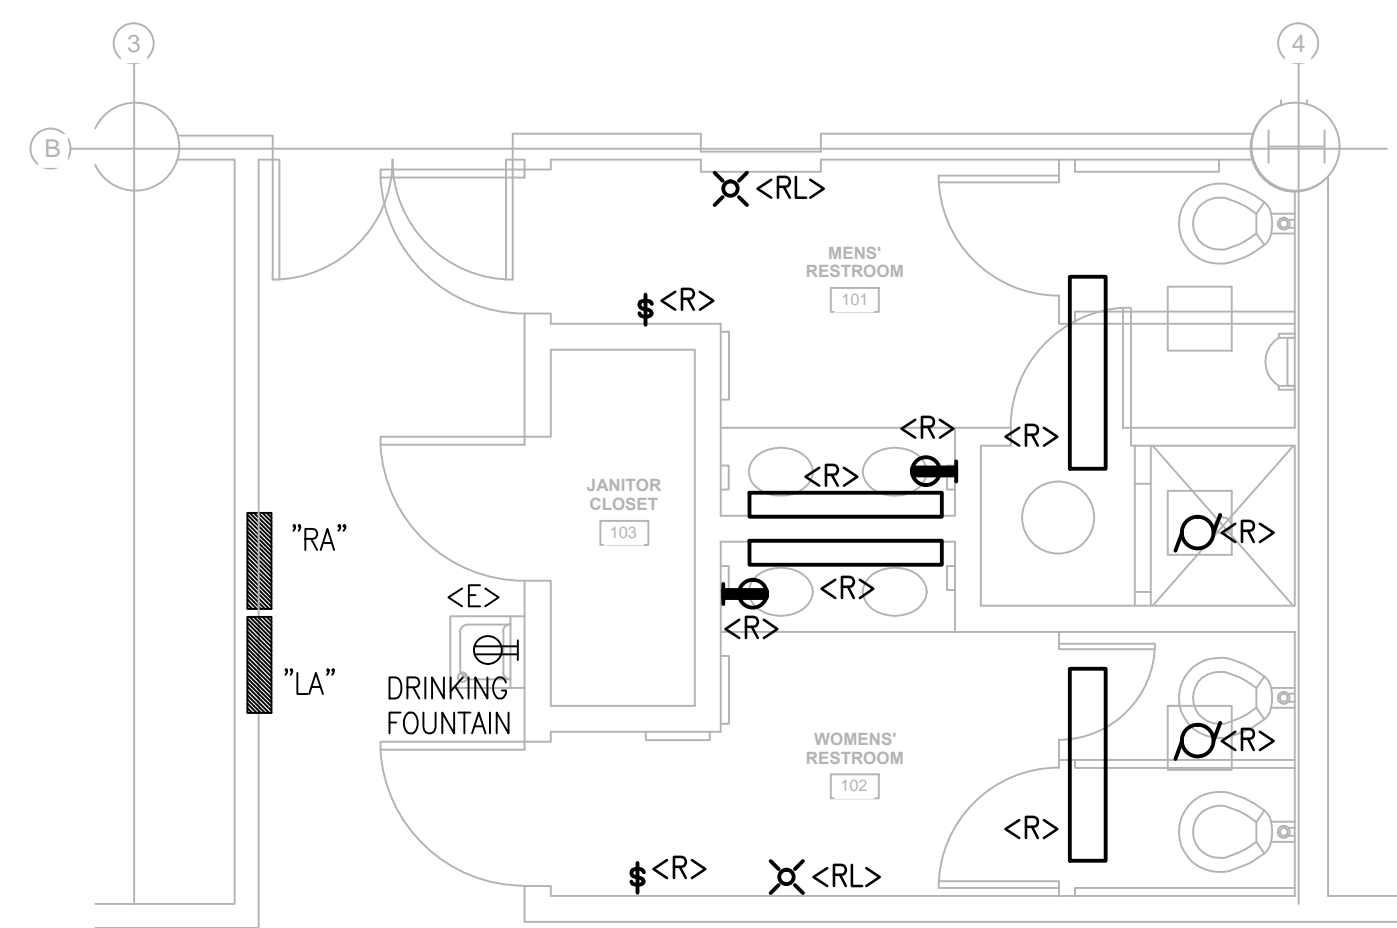 3
4
B
<RL>
MENS'
RESTROOM
101
$ <R>
<R>
<R>
<R>
JANITOR
CLOSET
103
"RA"
<R>
<E>
<R>
<R>
"LA"
DRINKING
FOUNTAIN
WOMENS'
RESTROOM
102
<R>
<R>
$ <R>
<RL>